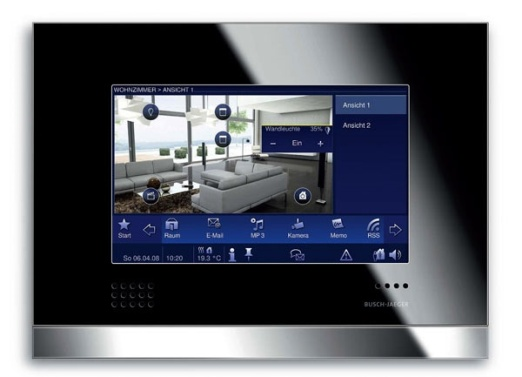 WOHNZIMMER > ANSICHT 1
Ansicht 1
Ansicht 2
Wandleuchte 35%
− Ein +
Start Raum E-Mail MP 3 Kamera Memo RSS
So 06.04.08 10:20 19.3 °C
BUSCH-JAEGER